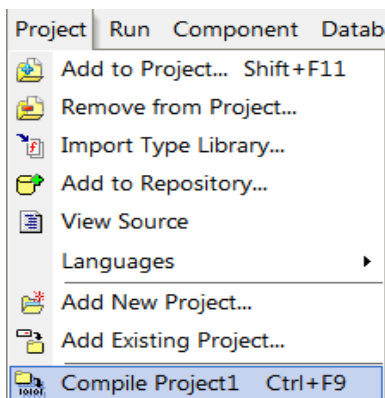 Project Run Component Datab
Add to Project... Shift+F11
Remove from Project...
Import Type Library...
Add to Repository...
View Source
Languages
Add New Project...
Add Existing Project...
Compile Project1 Ctrl+F9